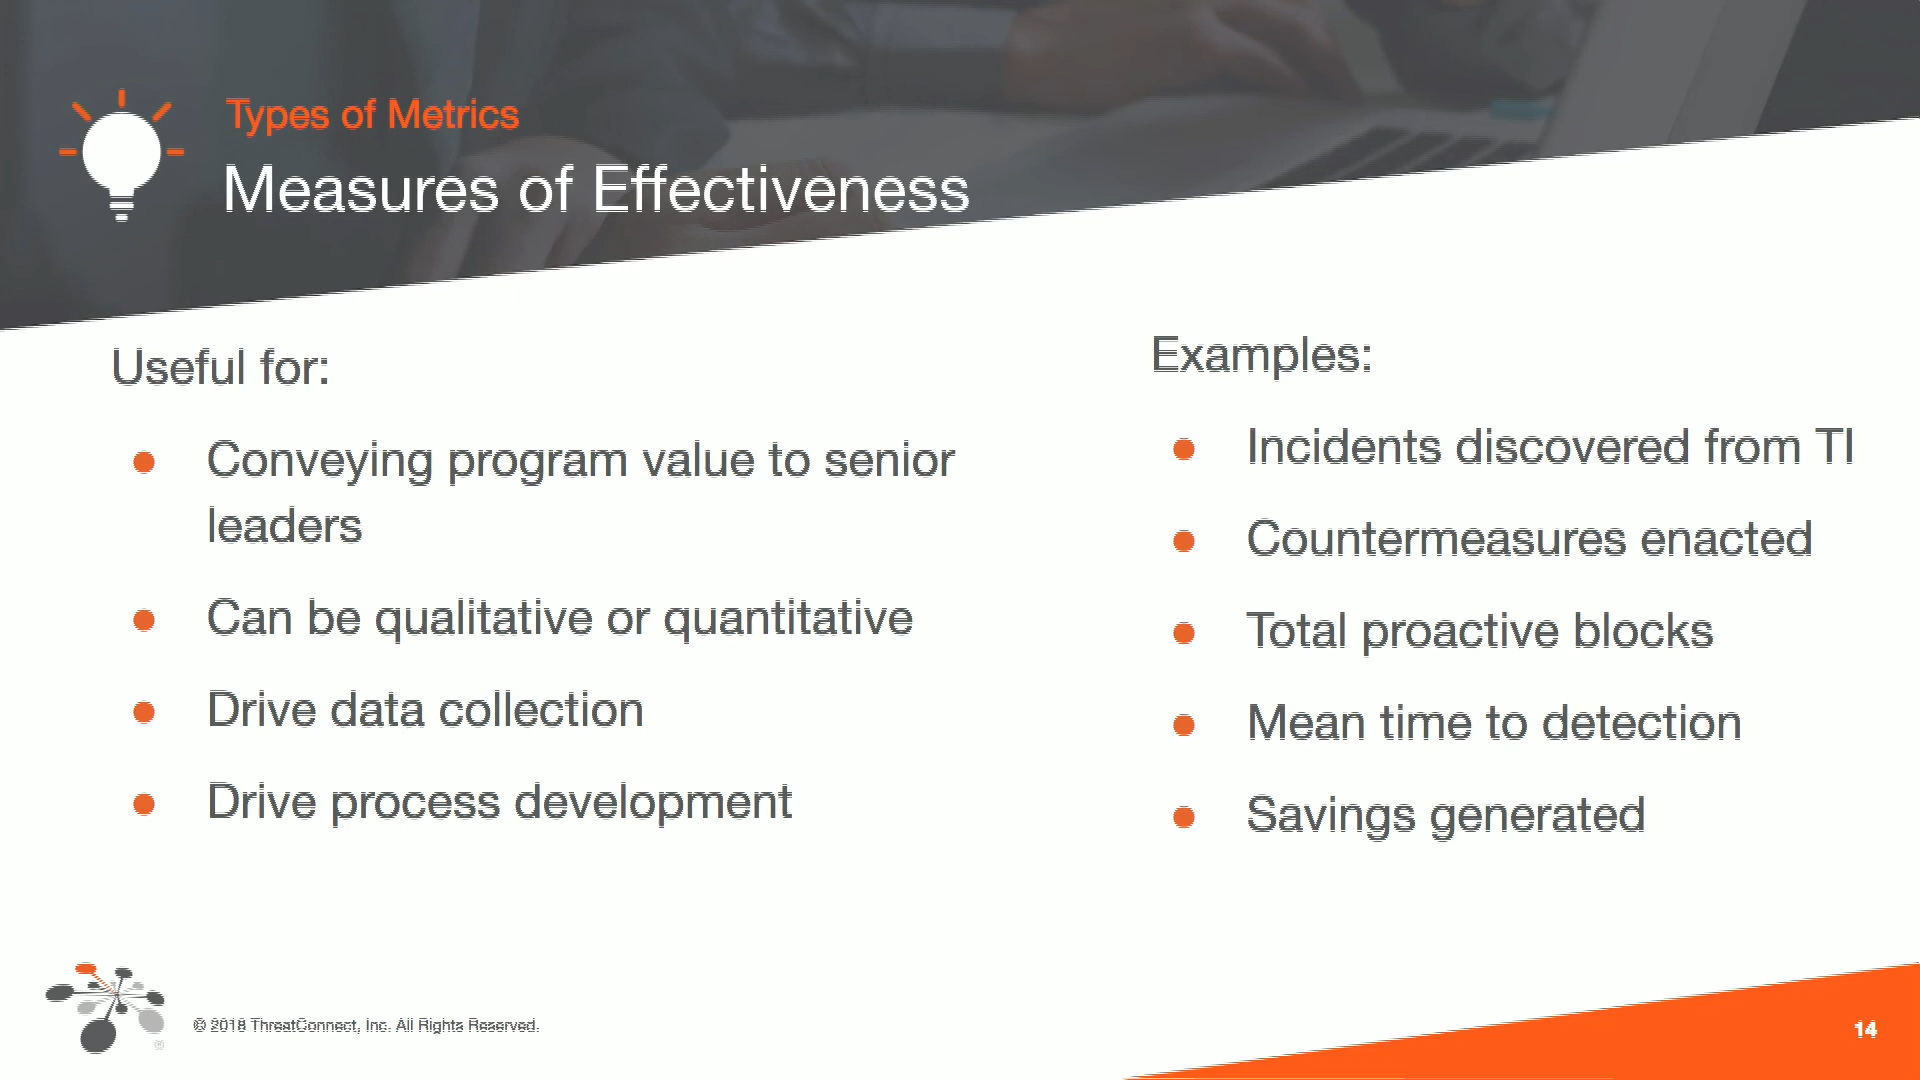 Types of Metrics
Measures of Effectiveness
Useful for:
Conveying program value to senior
leaders
Can be qualitative or quantitative
Drive data collection
Drive process development
Examples:
Incidents discovered from TI
Countermeasures enacted
Total proactive blocks
Mean time to detection
Savings generated
®
© 2018 ThreatConnect, Inc. All Rights Reserved.
14